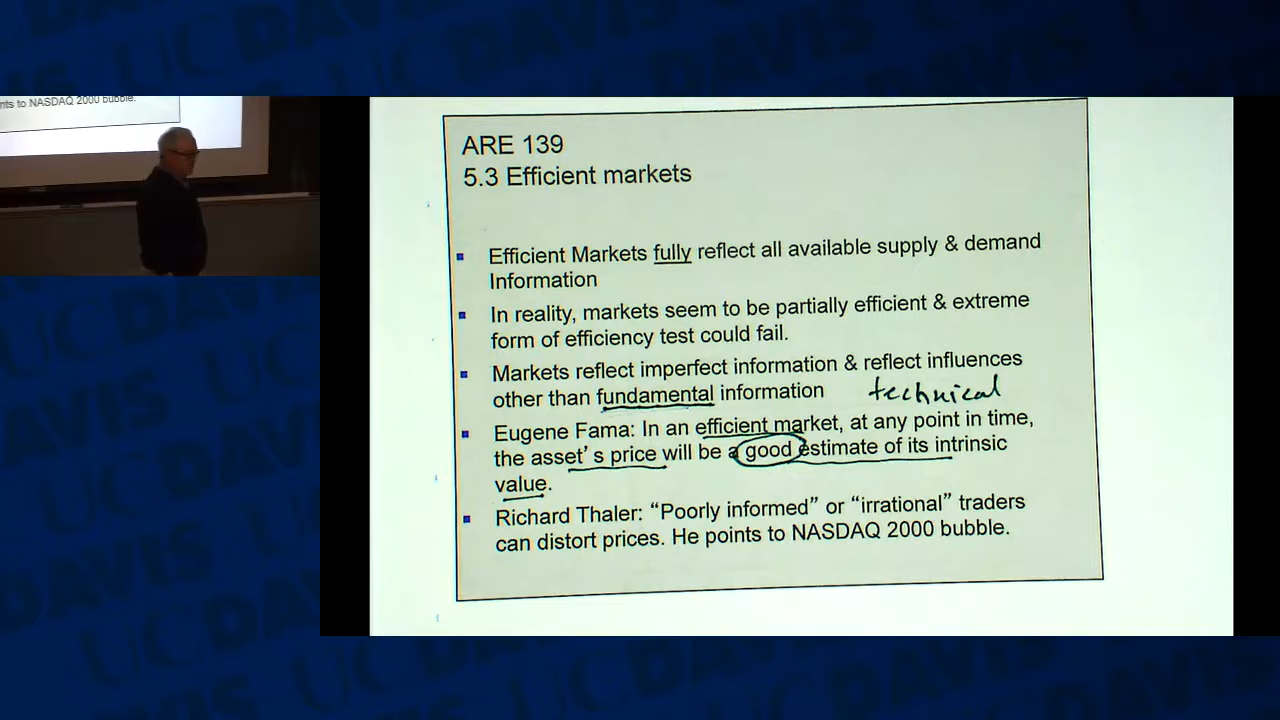 UC DAVIS UC DAVIS
nts to NASDAQ 2000 bubble.
ARE 139
5.3 Efficient markets
Efficient Markets fully reflect all available supply & demand
Information
In reality, markets seem to be partially efficient & extreme
form of efficiency test could fail.
Markets reflect imperfect information & reflect influences
other than fundamental information technical
Eugene Fama: In an efficient market, at any point in time,
the asset's price will be a good estimate of its intrinsic
value.
Richard Thaler: “Poorly informed” or “irrational” traders
can distort prices. He points to NASDAQ 2000 bubble.